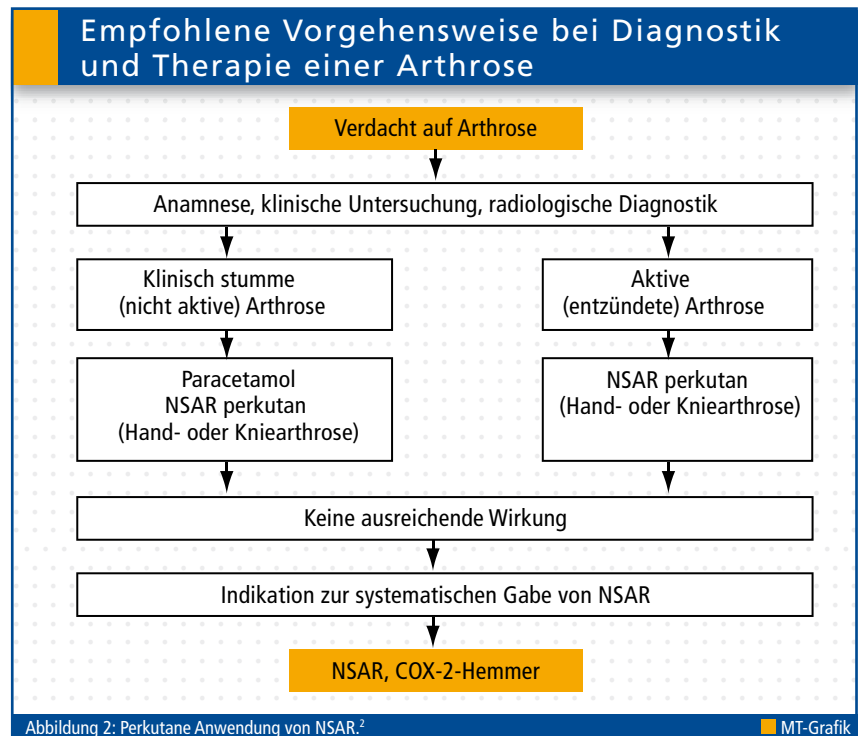 Empfohlene Vorgehensweise bei Diagnostik
und Therapie einer Arthrose
Verdacht auf Arthrose
Anamnese, klinische Untersuchung, radiologische Diagnostik
Klinisch stumme
(nicht aktive) Arthrose
Aktive
(entzündete) Arthrose
Paracetamol
NSAR perkutan
(Hand- oder Kniearthrose)
NSAR perkutan
(Hand- oder Kniearthrose)
Keine ausreichende Wirkung
Indikation zur systematischen Gabe von NSAR
NSAR, COX-2-Hemmer
Abbildung 2: Perkutane Anwendung von NSAR.²
MT-Grafik